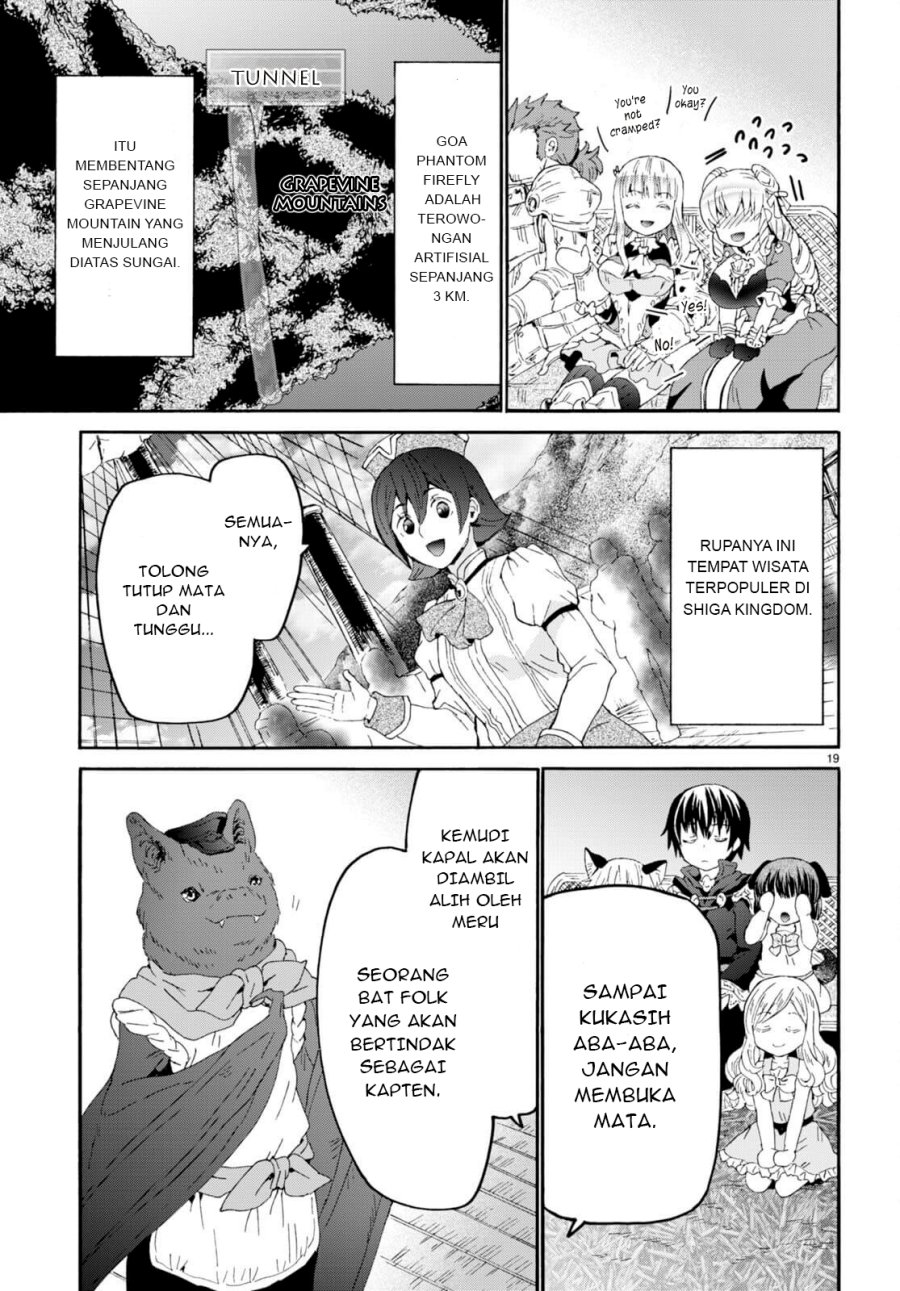 You're
not
cramped?
You
okay?
Yes!
No!
TUNNEL
GRAPEVINE
MOUNTAINS
GOA
PHANTOM
FIREFLY
ADALAH
TEROWO-
NGAN
ARTIFISIAL
SEPANJANG
3 KM.
ITU
MEMBENTANG
SEPANJANG
GRAPEVINE
MOUNTAIN YANG
MENJULANG
DIATAS SUNGAI.
RUPANYA INI
TEMPAT WISATA
TERPOPULER DI
SHIGA KINGDOM.
SEMUA-
NYA,
TOLONG
TUTUP MATA
DAN
TUNGGU...
19
SAMPAI
KUKASIH
ABA-ABA,
JANGAN
MEMBUKA
MATA.
KEMUDI
KAPAL AKAN
DIAMBIL
ALIH OLEH
MERU
SEORANG
BAT FOLK
YANG AKAN
BERTINDAK
SEBAGAI
KAPTEN.